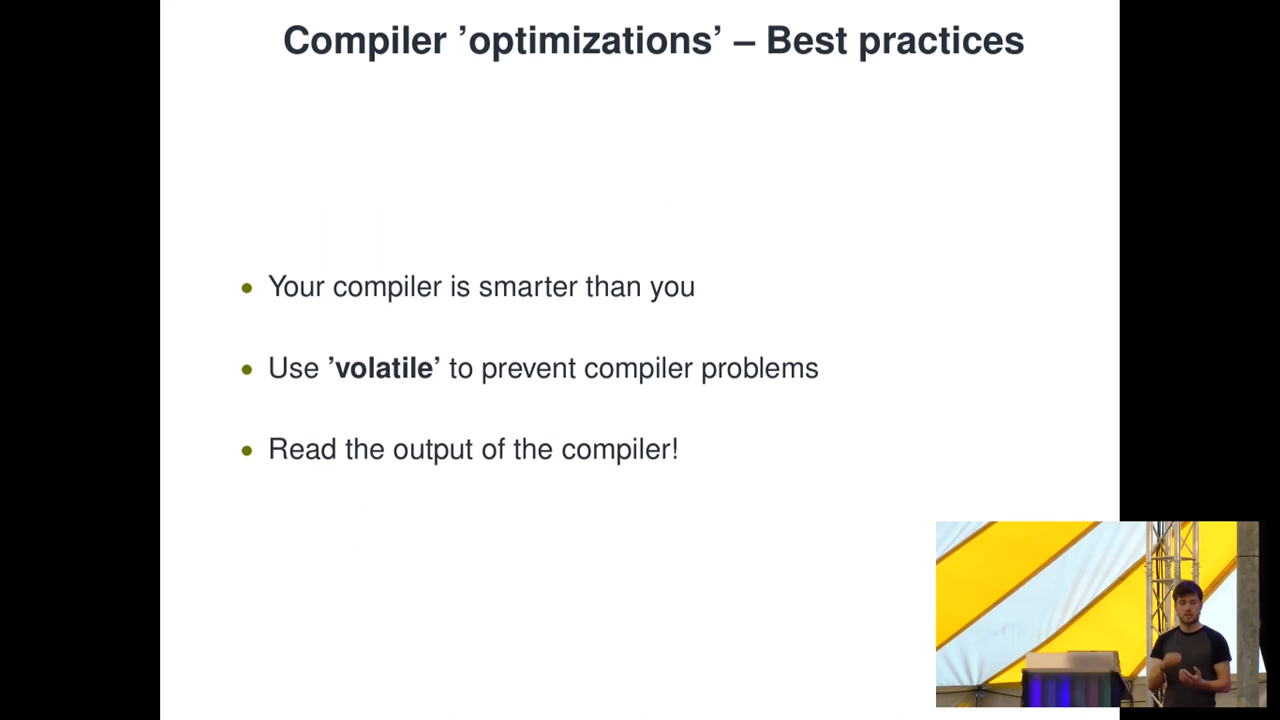 Compiler ’optimizations’ – Best practices
Your compiler is smarter than you
Use ’volatile’ to prevent compiler problems
Read the output of the compiler!